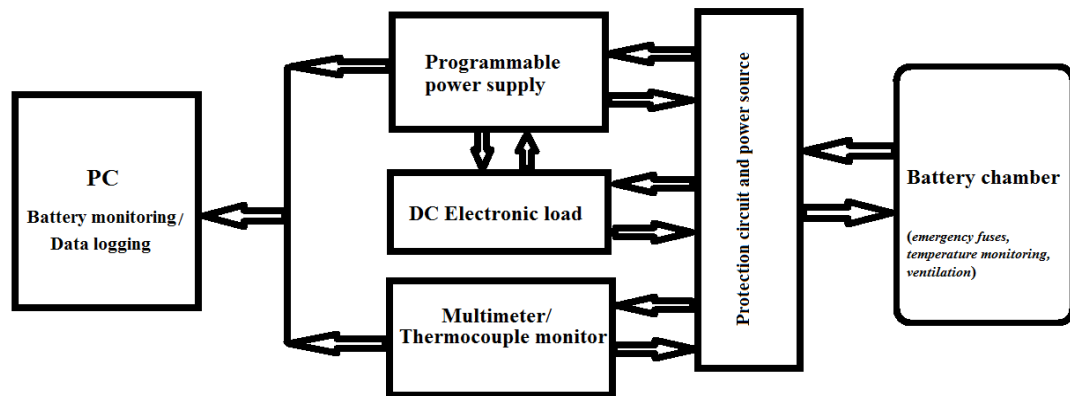 PC
Battery monitoring/
Data logging
Programmable
power supply
DC Electronic load
Multimeter/
Thermocouple monitor
Protection circuit and power source
Battery chamber
(emergency fuses,
temperature monitoring,
ventilation)